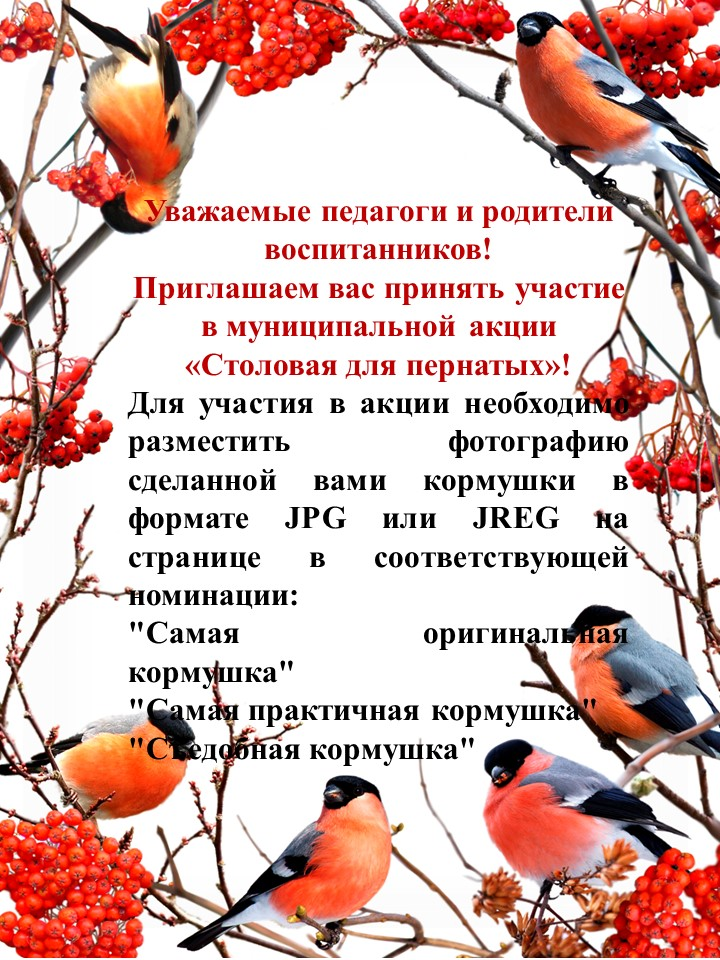 Уважаемые педагоги и родители
воспитанников!
Приглашаем вас принять участие
в муниципальной акции
«Столовая для пернатых»!
Для участия в акции необходимо
разместить фотографию
сделанной вами кормушки в
формате JPG или JREG на
странице в соответствующей
номинации:
"Самая оригинальная
кормушка"
"Самая практичная кормушка"
"Съедобная кормушка"